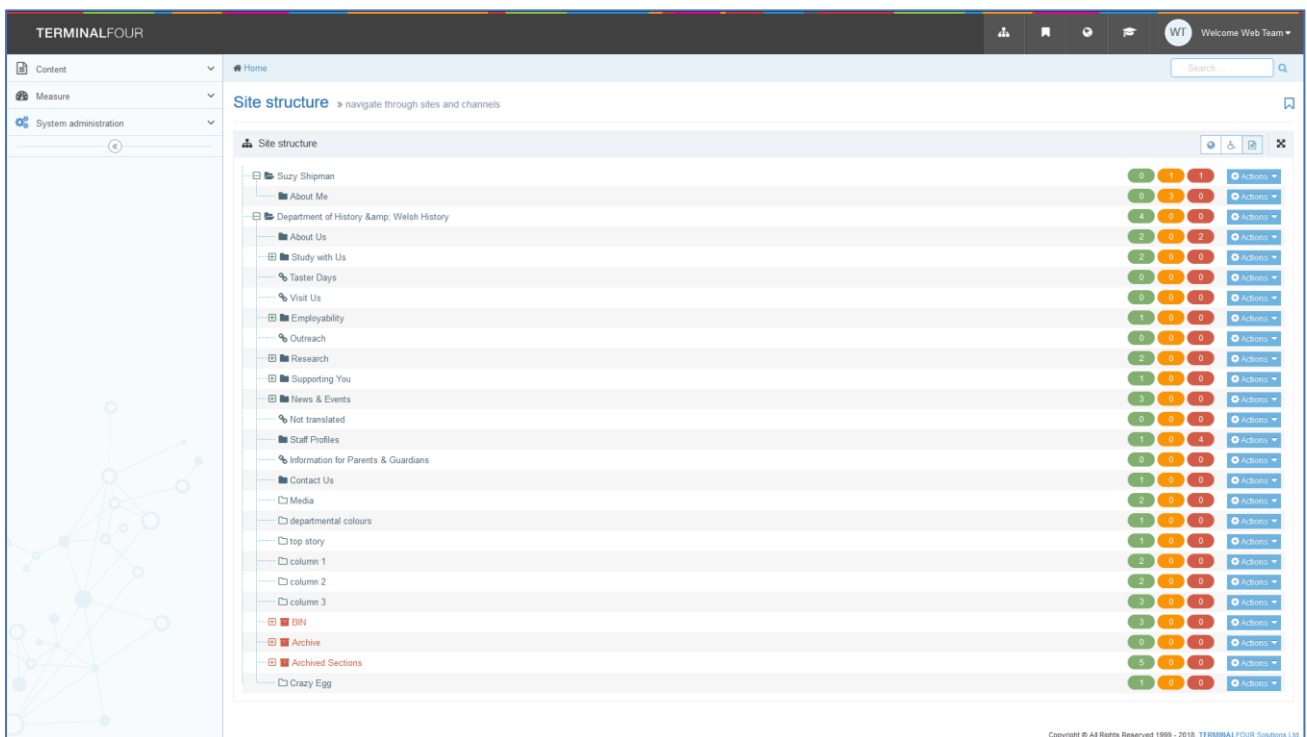 TERMINALFOUR
WT Welcome Web Team
Content
Home
Search ...
Measure
Site structure » navigate through sites and channels
System administration
Site structure
Suzy Shipman 0 1 1 Actions
About Me 0 3 0 Actions
Department of History &amp; Welsh History 4 0 0 Actions
About Us 2 0 2 Actions
Study with Us 2 0 0 Actions
Taster Days 0 0 0 Actions
Visit Us 0 0 0 Actions
Employability 1 0 0 Actions
Outreach 0 0 0 Actions
Research 2 0 0 Actions
Supporting You 1 0 0 Actions
News & Events 3 0 0 Actions
Not translated 0 0 0 Actions
Staff Profiles 1 0 4 Actions
Information for Parents & Guardians 0 0 0 Actions
Contact Us 1 0 0 Actions
Media 2 0 0 Actions
departmental colours 1 0 0 Actions
top story 1 0 0 Actions
column 1 2 0 0 Actions
column 2 2 0 0 Actions
column 3 3 0 0 Actions
BIN 3 0 0 Actions
Archive 0 0 0 Actions
Archived Sections 5 0 0 Actions
Crazy Egg 1 0 0 Actions
Copyright © All Rights Reserved 1999 - 2018, TERMINALFOUR Solutions Ltd